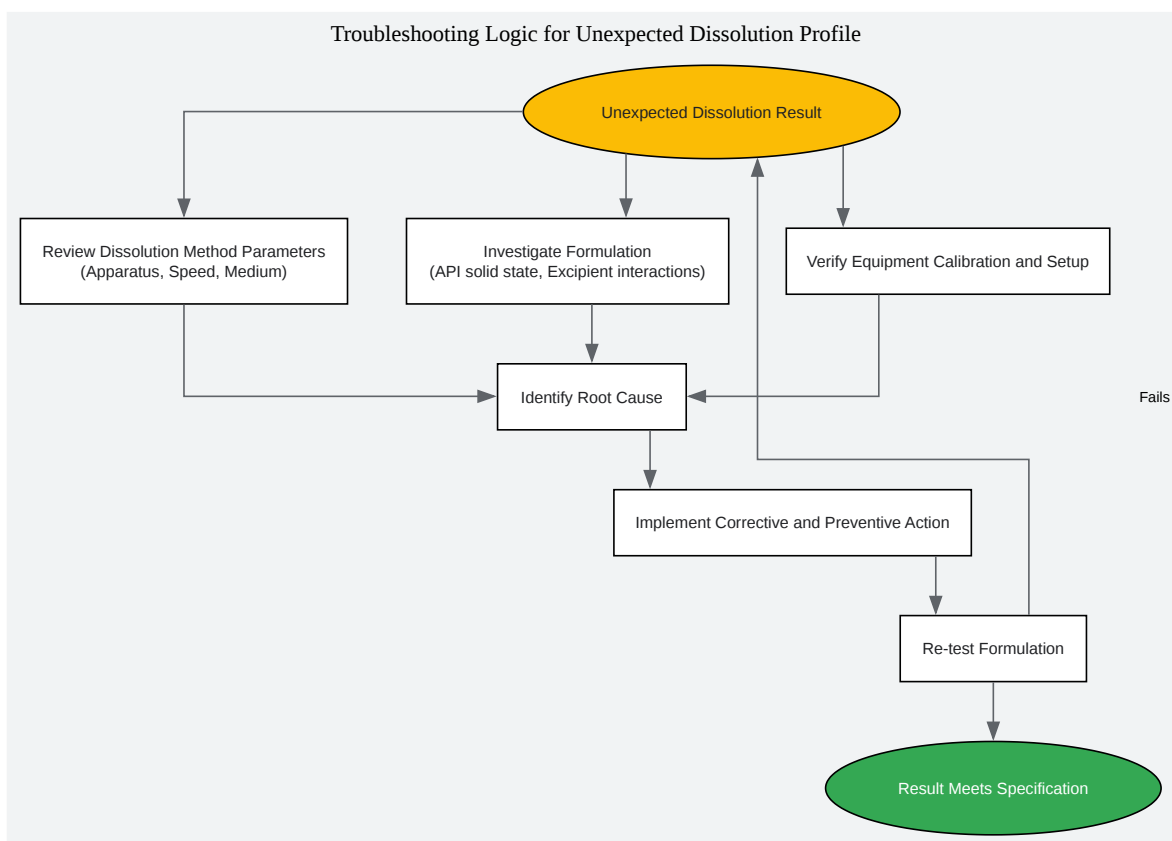 Troubleshooting Logic for Unexpected Dissolution Profile
Unexpected Dissolution Result
Review Dissolution Method Parameters
(Apparatus, Speed, Medium)
Investigate Formulation
(API solid state, Excipient interactions)
Verify Equipment Calibration and Setup
Identify Root Cause
Fails
Implement Corrective and Preventive Action
Re-test Formulation
Result Meets Specification